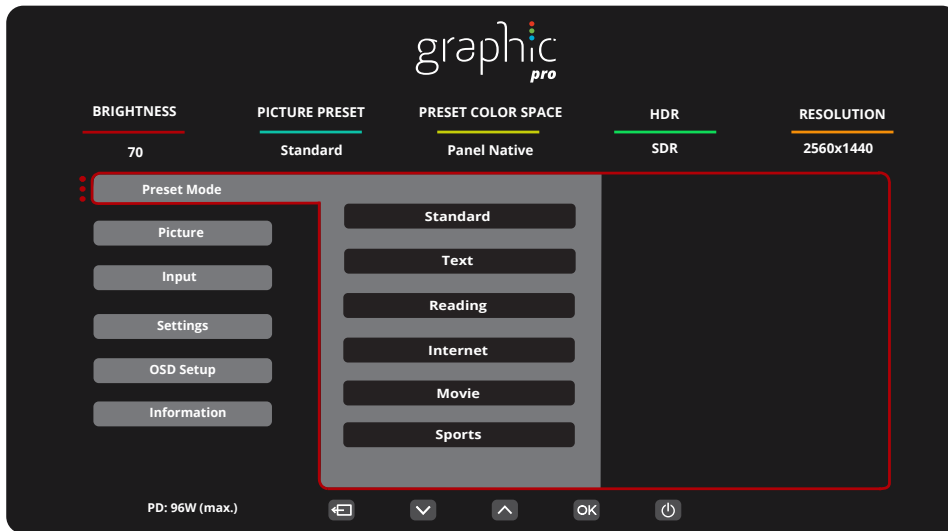 graphic
pro
BRIGHTNESS PICTURE PRESET PRESET COLOR SPACE HDR RESOLUTION
70 Standard Panel Native SDR 2560x1440
Preset Mode
Picture
Input
Settings
OSD Setup
Information
Standard
Text
Reading
Internet
Movie
Sports
PD: 96W (max.) OK